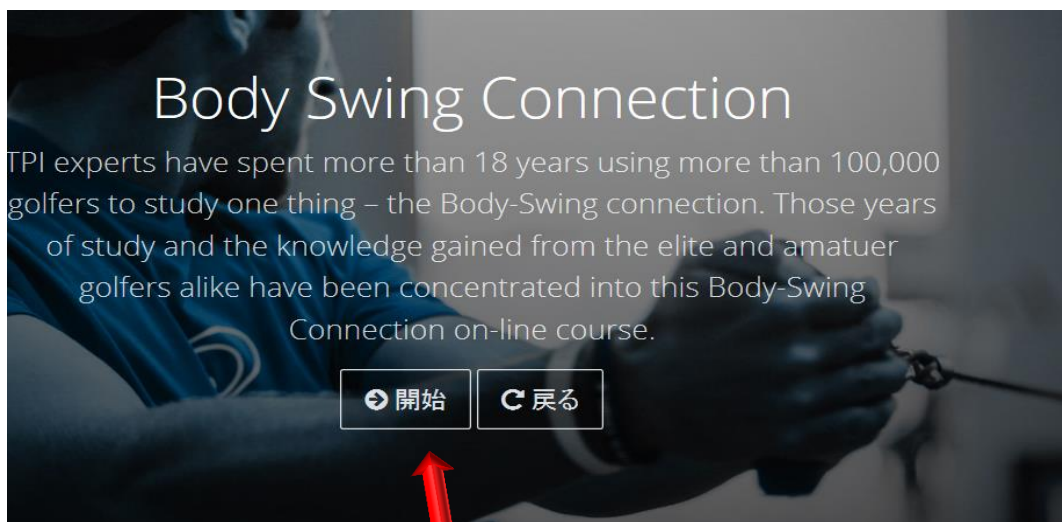 Body Swing Connection
TPI experts have spent more than 18 years using more than 100,000
golfers to study one thing – the Body-Swing connection. Those years
of study and the knowledge gained from the elite and amatuer
golfers alike have been concentrated into this Body-Swing
Connection on-line course.
開始 戻る